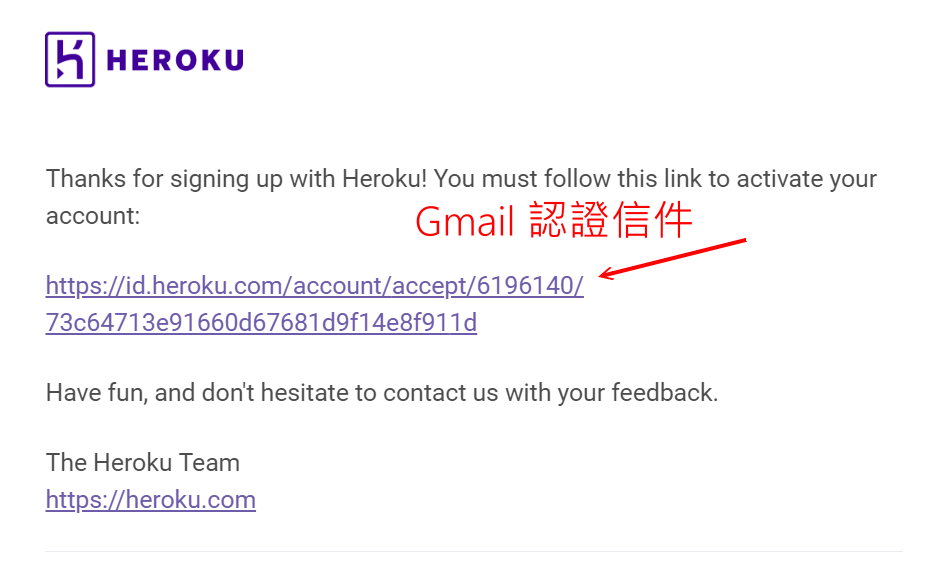 HEROKU
Thanks for signing up with Heroku! You must follow this link to activate your
account:
Gmail 認證信件
https://id.heroku.com/account/accept/6196140/
73c64713e91660d67681d9f14e8f911d
Have fun, and don't hesitate to contact us with your feedback.
The Heroku Team
https://heroku.com